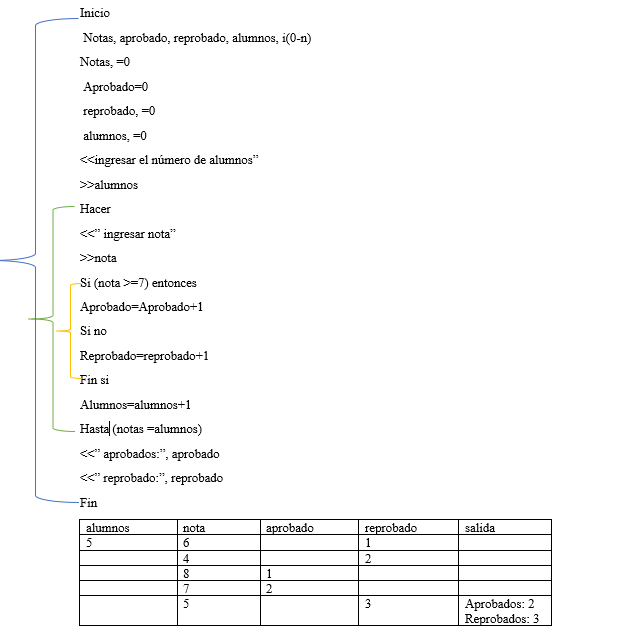 Inicio
Notas, aprobado, reprobado, alumnos, i(0-n)
Notas, =0
Aprobado=0
reprobado, =0
alumnos, =0
<<ingresar el número de alumnos”
>>alumnos
Hacer
<<” ingresar nota”
>>nota
Si (nota >=7) entonces
Aprobado=Aprobado+1
Si no
Reprobado=reprobado+1
Fin si
Alumnos=alumnos+1
Hasta (notas =alumnos)
<<” aprobados:”, aprobado
<<” reprobado:”, reprobado
Fin
alumnos nota aprobado reprobado salida
5 6 1
4 2
8 1
7 2
5 3 Aprobados: 2
Reprobados: 3